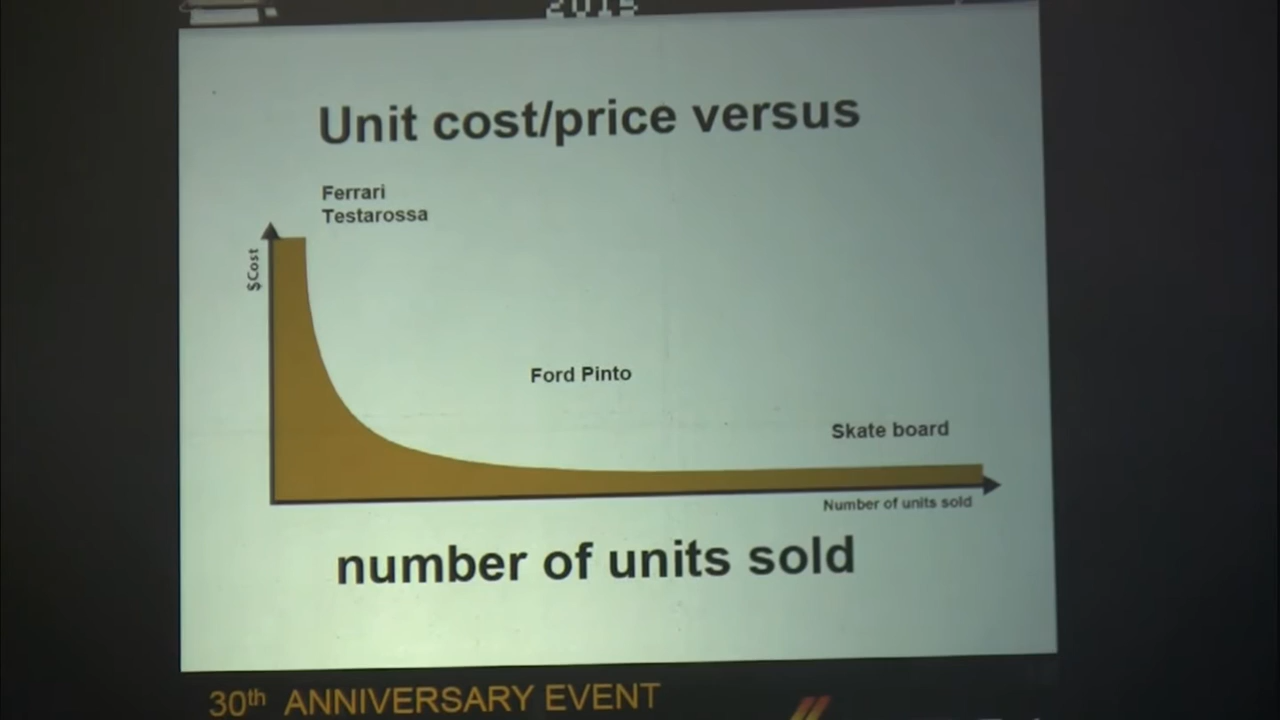 2015
Unit cost/price versus
Ferrari
Testarossa
$Cost
Ford Pinto
Skate board
Number of units sold
number of units sold
30th ANNIVERSARY EVENT